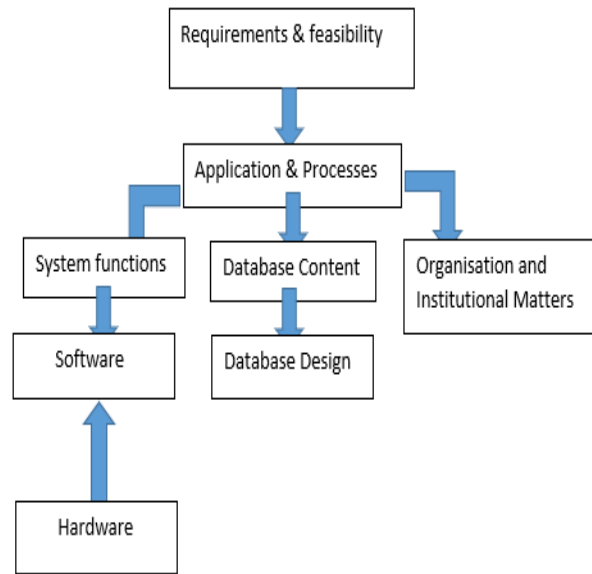 Requirements & feasibility
Application & Processes
System functions
Database Content
Organisation and
Institutional Matters
Software
Database Design
Hardware